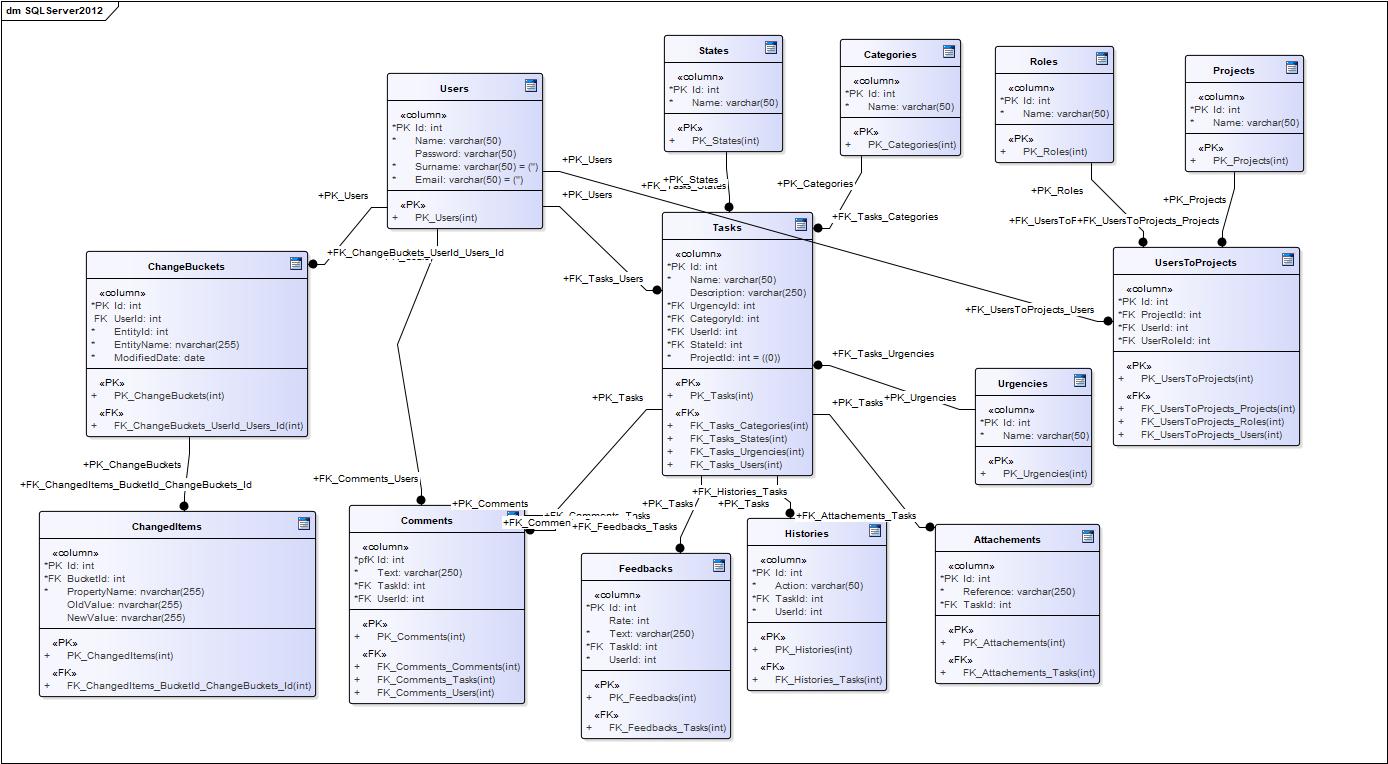 dm SQLServer2012
States
«column»
*PK Id: int
* Name: varchar(50)
«PK»
+ PK_States(int)
Categories
«column»
*PK Id: int
* Name: varchar(50)
«PK»
+ PK_Categories(int)
Roles
«column»
*PK Id: int
* Name: varchar(50)
«PK»
+ PK_Roles(int)
Projects
«column»
*PK Id: int
* Name: varchar(50)
«PK»
+ PK_Projects(int)
Users
«column»
*PK Id: int
* Name: varchar(50)
Password: varchar(50)
* Surname: varchar(50) = ('')
* Email: varchar(50) = ('')
«PK»
+ PK_Users(int)
+PK_Users
+PK_Users
+PK_Users
+PK_States
+FK_Tasks_States
+PK_Categories
+FK_Tasks_Categories
+PK_Roles
+PK_Projects
+FK_UsersToF+FK_UsersToProjects_Projects
+FK_ChangeBuckets_UserId_Users_Id
+FK_Tasks_Users
+FK_UsersToProjects_Users
ChangeBuckets
«column»
*PK Id: int
FK UserId: int
* EntityId: int
* EntityName: nvarchar(255)
* ModifiedDate: date
«PK»
+ PK_ChangeBuckets(int)
«FK»
+ FK_ChangeBuckets_UserId_Users_Id(int)
Tasks
«column»
*PK Id: int
* Name: varchar(50)
Description: varchar(250)
*FK UrgencyId: int
*FK CategoryId: int
*FK UserId: int
*FK StateId: int
* ProjectId: int = ((0))
«PK»
+ PK_Tasks(int)
«FK»
+ FK_Tasks_Categories(int)
+ FK_Tasks_States(int)
+ FK_Tasks_Urgencies(int)
+ FK_Tasks_Users(int)
UsersToProjects
«column»
*PK Id: int
*FK ProjectId: int
*FK UserId: int
*FK UserRoleId: int
«PK»
+ PK_UsersToProjects(int)
«FK»
+ FK_UsersToProjects_Projects(int)
+ FK_UsersToProjects_Roles(int)
+ FK_UsersToProjects_Users(int)
+FK_Tasks_Urgencies
+PK_Urgencies
+PK_Tasks
+PK_Tasks
Urgencies
«column»
*PK Id: int
* Name: varchar(50)
«PK»
+ PK_Urgencies(int)
+PK_ChangeBuckets
+FK_ChangedItems_BucketId_ChangeBuckets_Id
+FK_Comments_Users
+PK_Comments
+FK_Comments_Tasks
+FK_Commen
+FK_Feedbacks_Tasks
+PK_Tasks
+FK_Histories_Tasks
+PK_Tasks
+FK_Attachements_Tasks
ChangedItems
«column»
*PK Id: int
*FK BucketId: int
* PropertyName: nvarchar(255)
OldValue: nvarchar(255)
NewValue: nvarchar(255)
«PK»
+ PK_ChangedItems(int)
«FK»
+ FK_ChangedItems_BucketId_ChangeBuckets_Id(int)
Comments
«column»
*pfK Id: int
* Text: varchar(250)
*FK TaskId: int
*FK UserId: int
«PK»
+ PK_Comments(int)
«FK»
+ FK_Comments_Comments(int)
+ FK_Comments_Tasks(int)
+ FK_Comments_Users(int)
Feedbacks
«column»
*PK Id: int
Rate: int
* Text: varchar(250)
*FK TaskId: int
* UserId: int
«PK»
+ PK_Feedbacks(int)
«FK»
+ FK_Feedbacks_Tasks(int)
Histories
«column»
*PK Id: int
* Action: varchar(50)
*FK TaskId: int
* UserId: int
«PK»
+ PK_Histories(int)
«FK»
+ FK_Histories_Tasks(int)
Attachements
«column»
*PK Id: int
* Reference: varchar(250)
*FK TaskId: int
«PK»
+ PK_Attachements(int)
«FK»
+ FK_Attachements_Tasks(int)